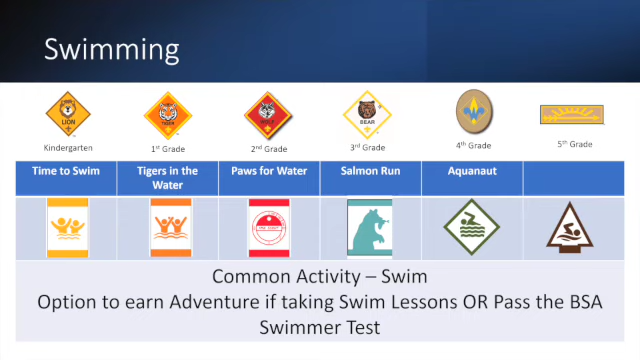 Swimming
LION
TIGER
WOLF
BEAR
Kindergarten
1st Grade
2nd Grade
3rd Grade
4th Grade
5th Grade
Time to Swim
Tigers in the
Water
Paws for Water
Salmon Run
Aquanaut
Common Activity – Swim
Option to earn Adventure if taking Swim Lessons OR Pass the BSA
Swimmer Test